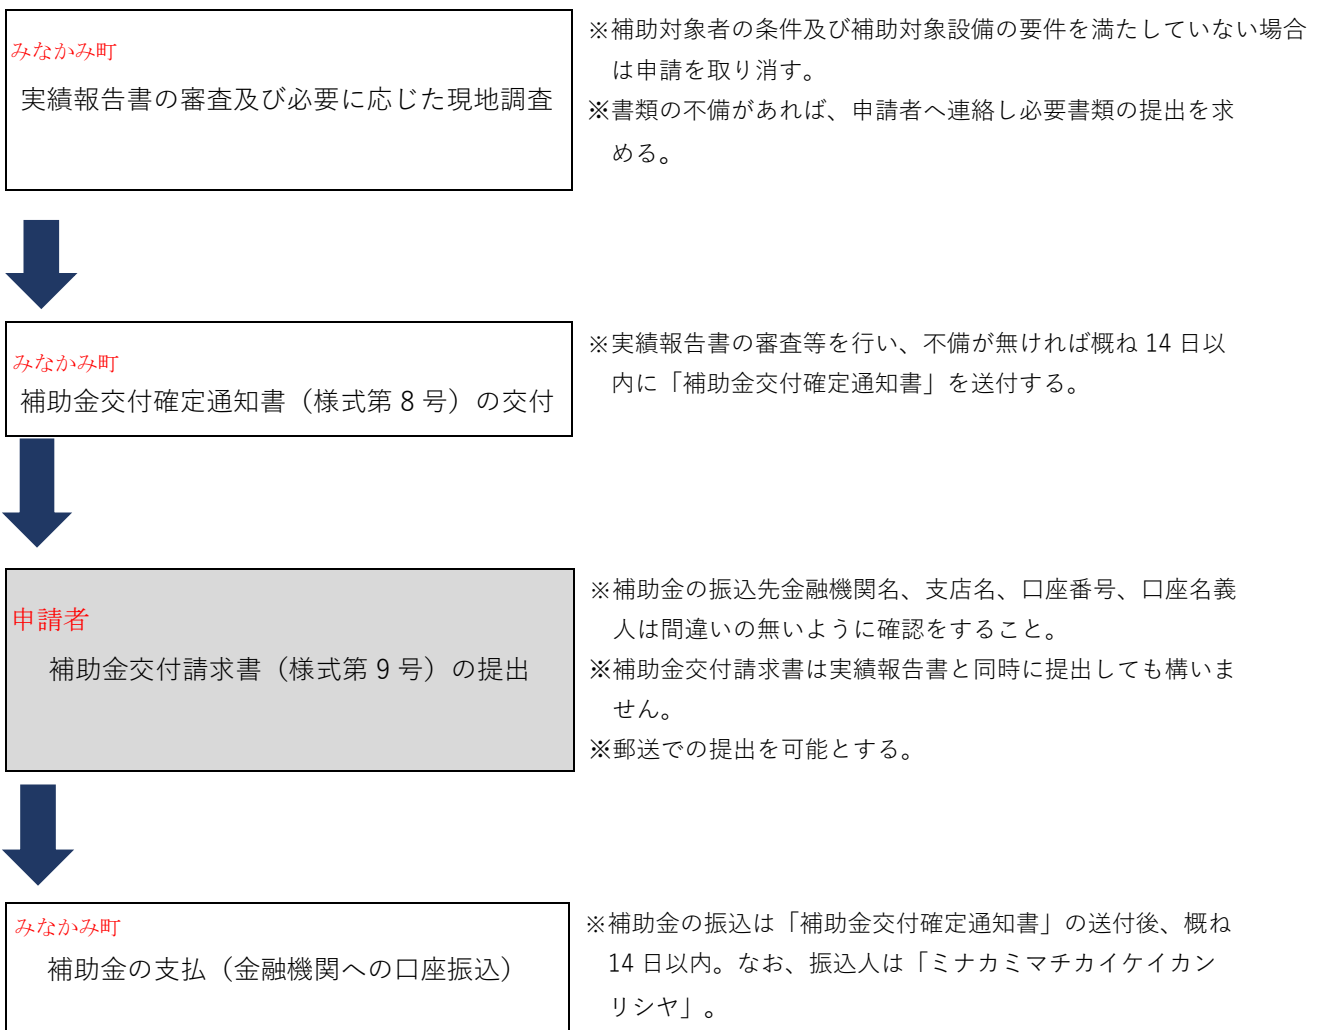 みなかみ町
実績報告書の審査及び必要に応じた現地調査
※補助対象者の条件及び補助対象設備の要件を満たしていない場合
は申請を取り消す。
※書類の不備があれば、申請者へ連絡し必要書類の提出を求
める。
みなかみ町
補助金交付確定通知書（様式第８号）の交付
※実績報告書の審査等を行い、不備が無ければ概ね 14 日以
内に「補助金交付確定通知書」を送付する。
申請者
補助金交付請求書（様式第９号）の提出
※補助金の振込先金融機関名、支店名、口座番号、口座名義
人は間違いの無いように確認をすること。
※補助金交付請求書は実績報告書と同時に提出しても構いま
せん。
※郵送での提出を可能とする。
みなかみ町
補助金の支払（金融機関への口座振込）
※補助金の振込は「補助金交付確定通知書」の送付後、概ね
14 日以内。なお、振込人は「ミナカミマチカイケイカン
リシヤ」。